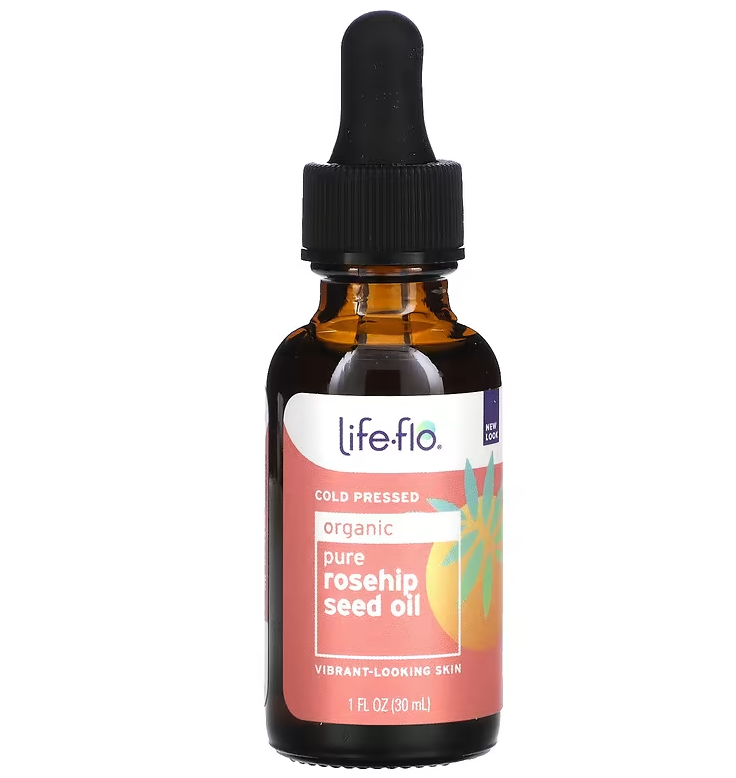 life·flo®
NEW
LOOK
COLD PRESSED
organic
pure
rosehip
seed oil
VIBRANT-LOOKING SKIN
1 FL OZ (30 mL)